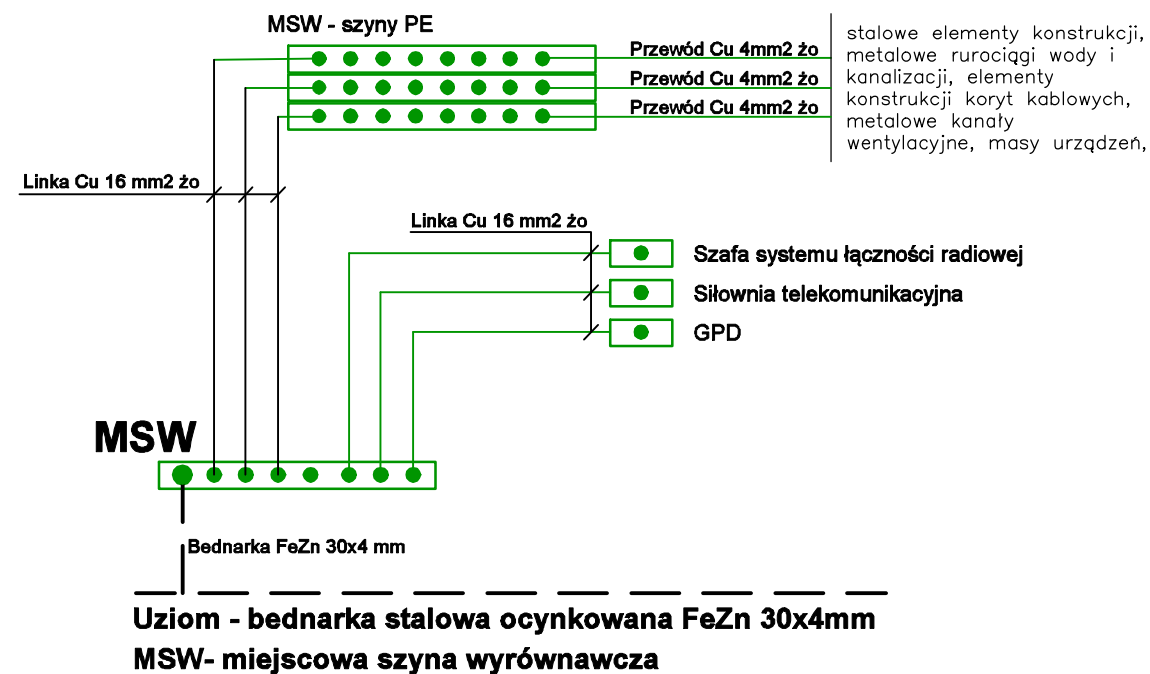 MSW - szyny PE
Przewód Cu 4mm2 żo
Przewód Cu 4mm2 żo
Przewód Cu 4mm2 żo
stalowe elementy konstrukcji,
metalowe rurociągi wody i
kanalizacji, elementy
konstrukcji koryt kablowych,
metalowe kanały
wentylacyjne, masy urządzeń,
Linka Cu 16 mm2 żo
Linka Cu 16 mm2 żo
Szafa systemu łączności radiowej
Siłownia telekomunikacyjna
GPD
MSW
Bednarka FeZn 30x4 mm
Uziom - bednarka stalowa ocynkowana FeZn 30x4mm
MSW- miejscowa szyna wyrównawcza